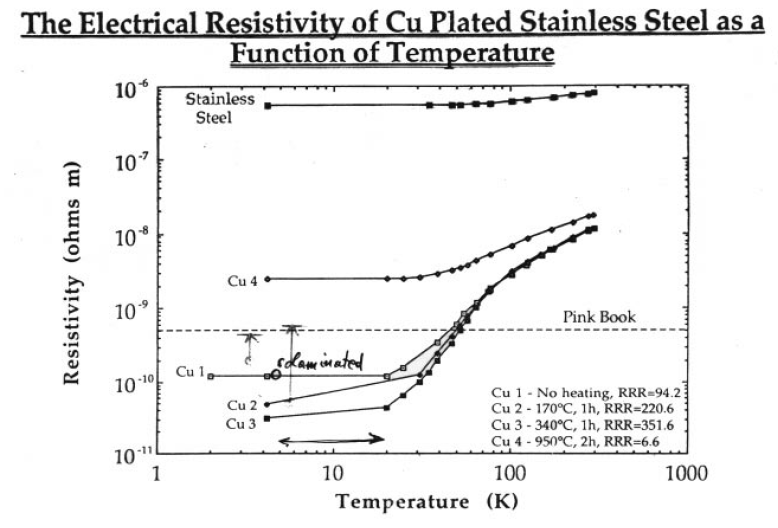 The Electrical Resistivity of Cu Plated Stainless Steel as a
Function of Temperature
10⁻⁶
Stainless
Steel
10⁻⁷
10⁻⁸
Cu 4
10⁻⁹
Pink Book
Cu 1
10⁻¹⁰
Cu 2
Cu 3
Cu 1 - No heating, RRR=94.2
Cu 2 - 170°C, 1h, RRR=220.6
Cu 3 - 340°C, 1h, RRR=351.6
Cu 4 - 950°C, 2h, RRR=6.6
10⁻¹¹
1
10
100
1000
Temperature (K)
Resistivity (ohms m)